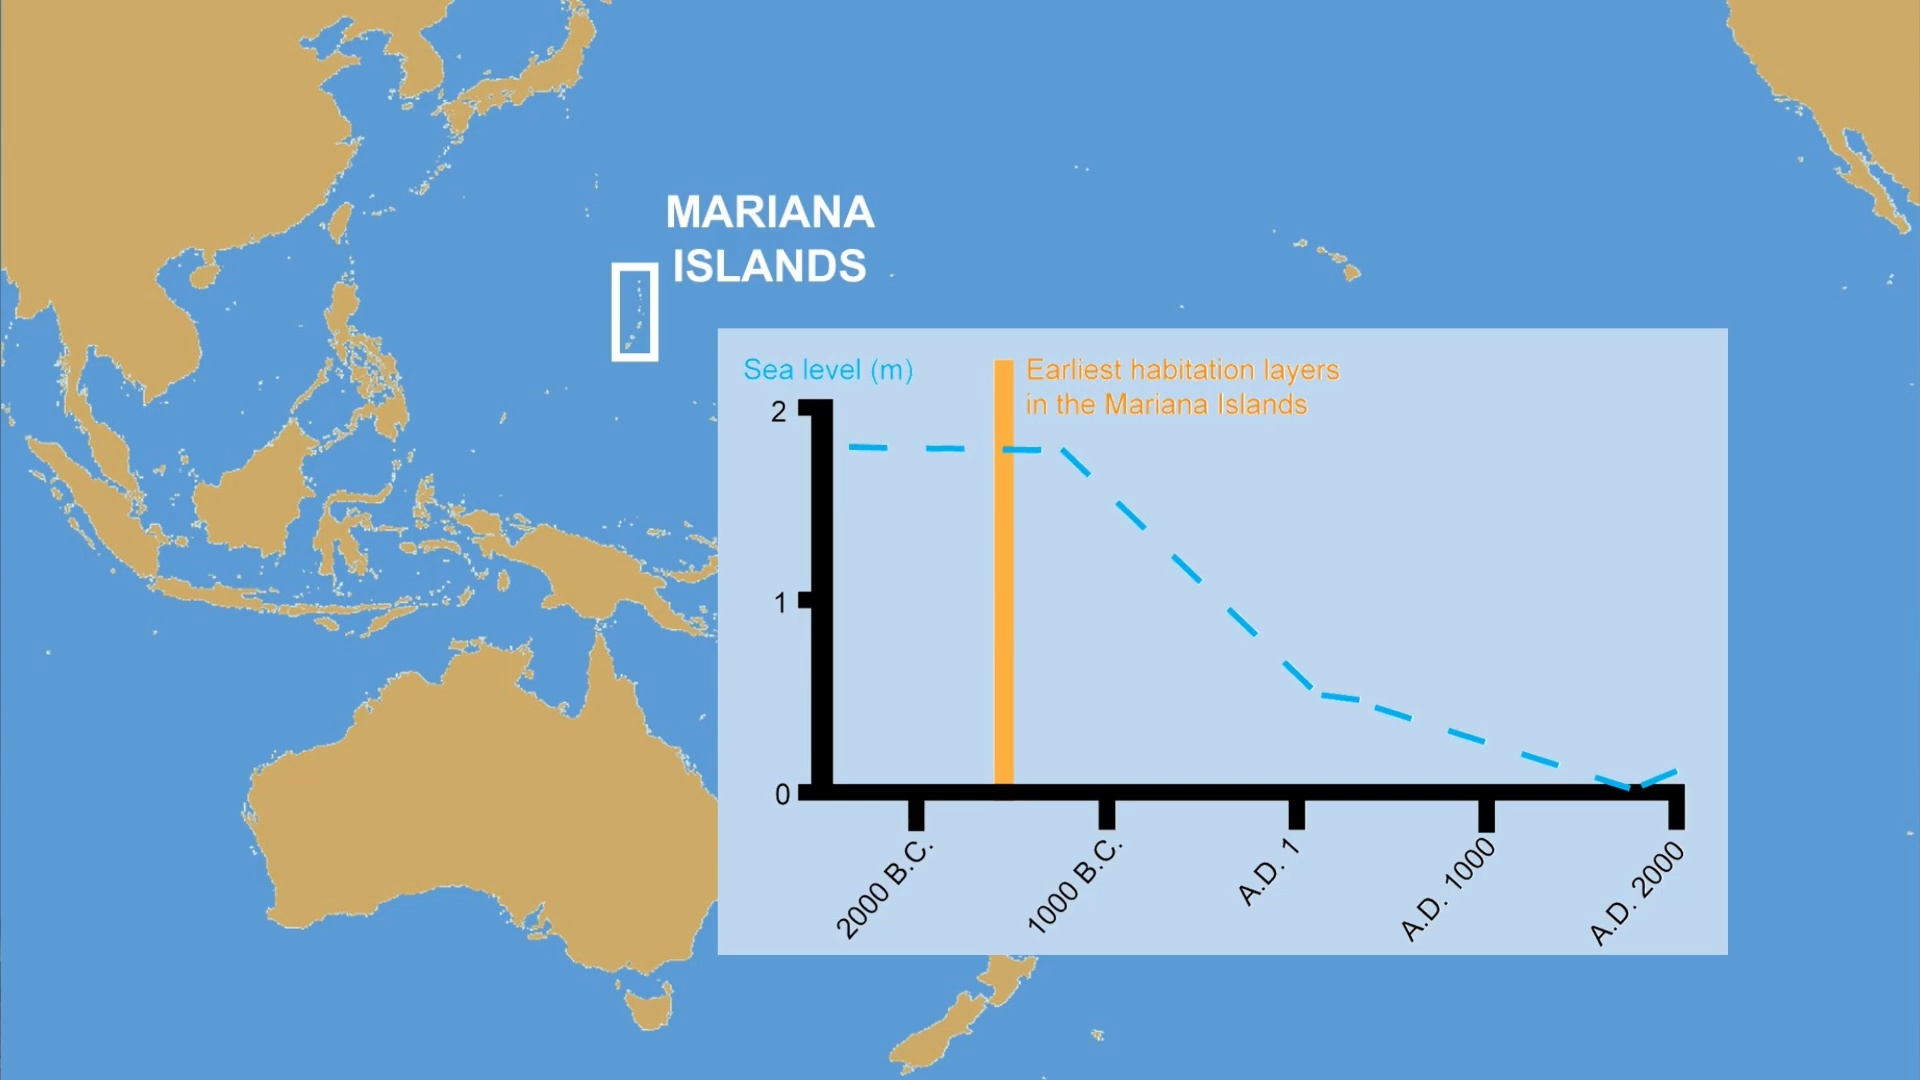 MARIANA
ISLANDS
Sea level (m)
Earliest habitation layers
in the Mariana Islands
2
1
0
2000 B.C.
1000 B.C.
A.D. 1
A.D. 1000
A.D. 2000